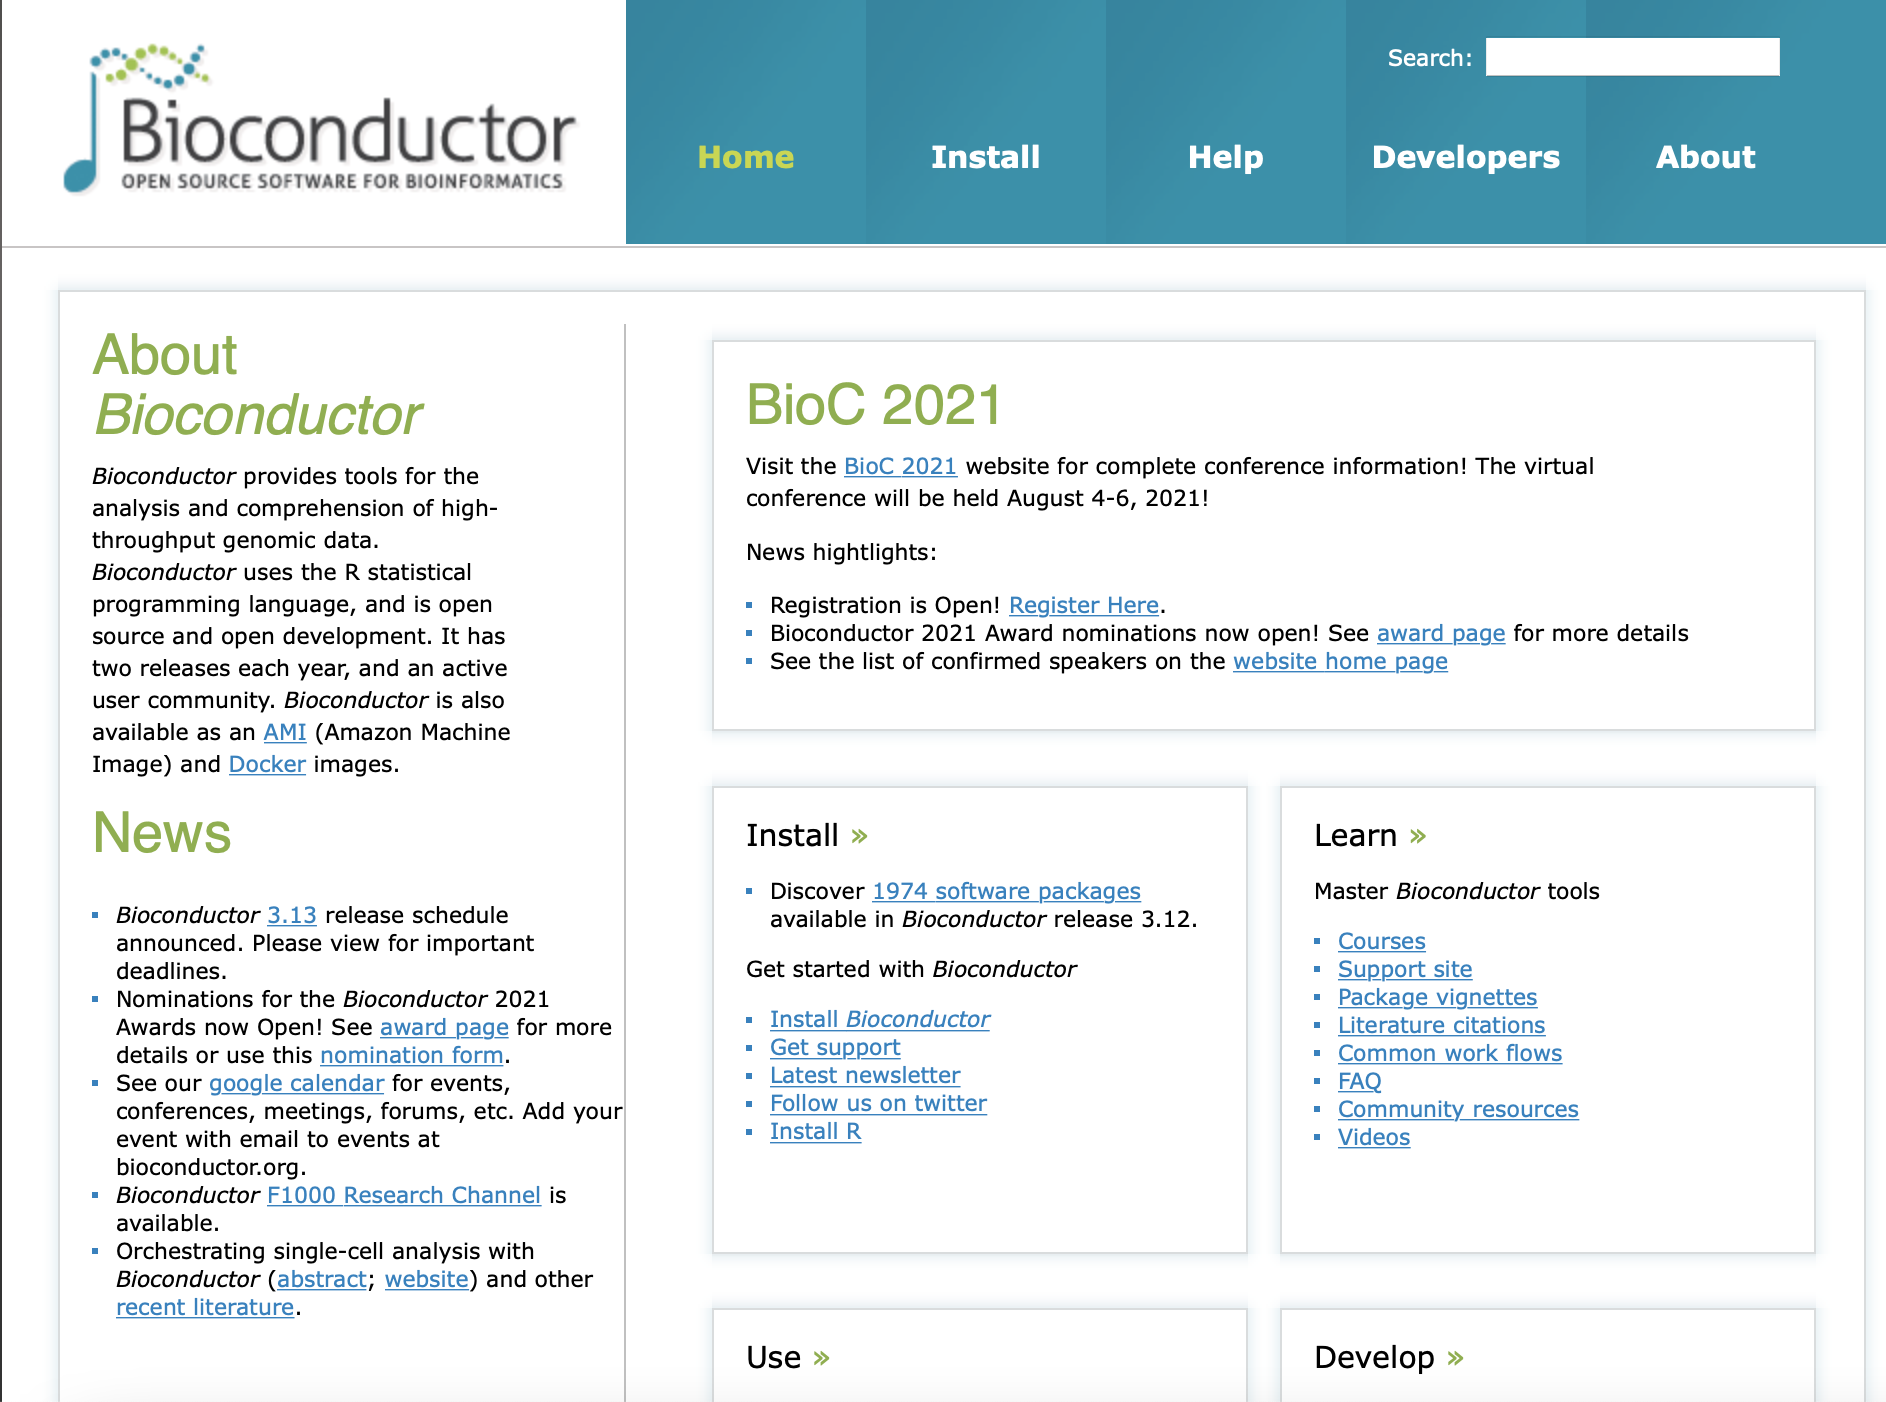 Bioconductor
OPEN SOURCE SOFTWARE FOR BIOINFORMATICS
Search:
Home
Install
Help
Developers
About
About
Bioconductor
Bioconductor provides tools for the
analysis and comprehension of high-
throughput genomic data.
Bioconductor uses the R statistical
programming language, and is open
source and open development. It has
two releases each year, and an active
user community. Bioconductor is also
available as an AMI (Amazon Machine
Image) and Docker images.
News
Bioconductor 3.13 release schedule
announced. Please view for important
deadlines.
Nominations for the Bioconductor 2021
Awards now Open! See award page for more
details or use this nomination form.
See our google calendar for events,
conferences, meetings, forums, etc. Add your
event with email to events at
bioconductor.org.
Bioconductor F1000 Research Channel is
available.
Orchestrating single-cell analysis with
Bioconductor (abstract; website) and other
recent literature.
BioC 2021
Visit the BioC 2021 website for complete conference information! The virtual
conference will be held August 4-6, 2021!
News hightlights:
Registration is Open! Register Here.
Bioconductor 2021 Award nominations now open! See award page for more details
See the list of confirmed speakers on the website home page
Install »
Discover 1974 software packages
available in Bioconductor release 3.12.
Get started with Bioconductor
Install Bioconductor
Get support
Latest newsletter
Follow us on twitter
Install R
Learn »
Master Bioconductor tools
Courses
Support site
Package vignettes
Literature citations
Common work flows
FAQ
Community resources
Videos
Use »
Develop »